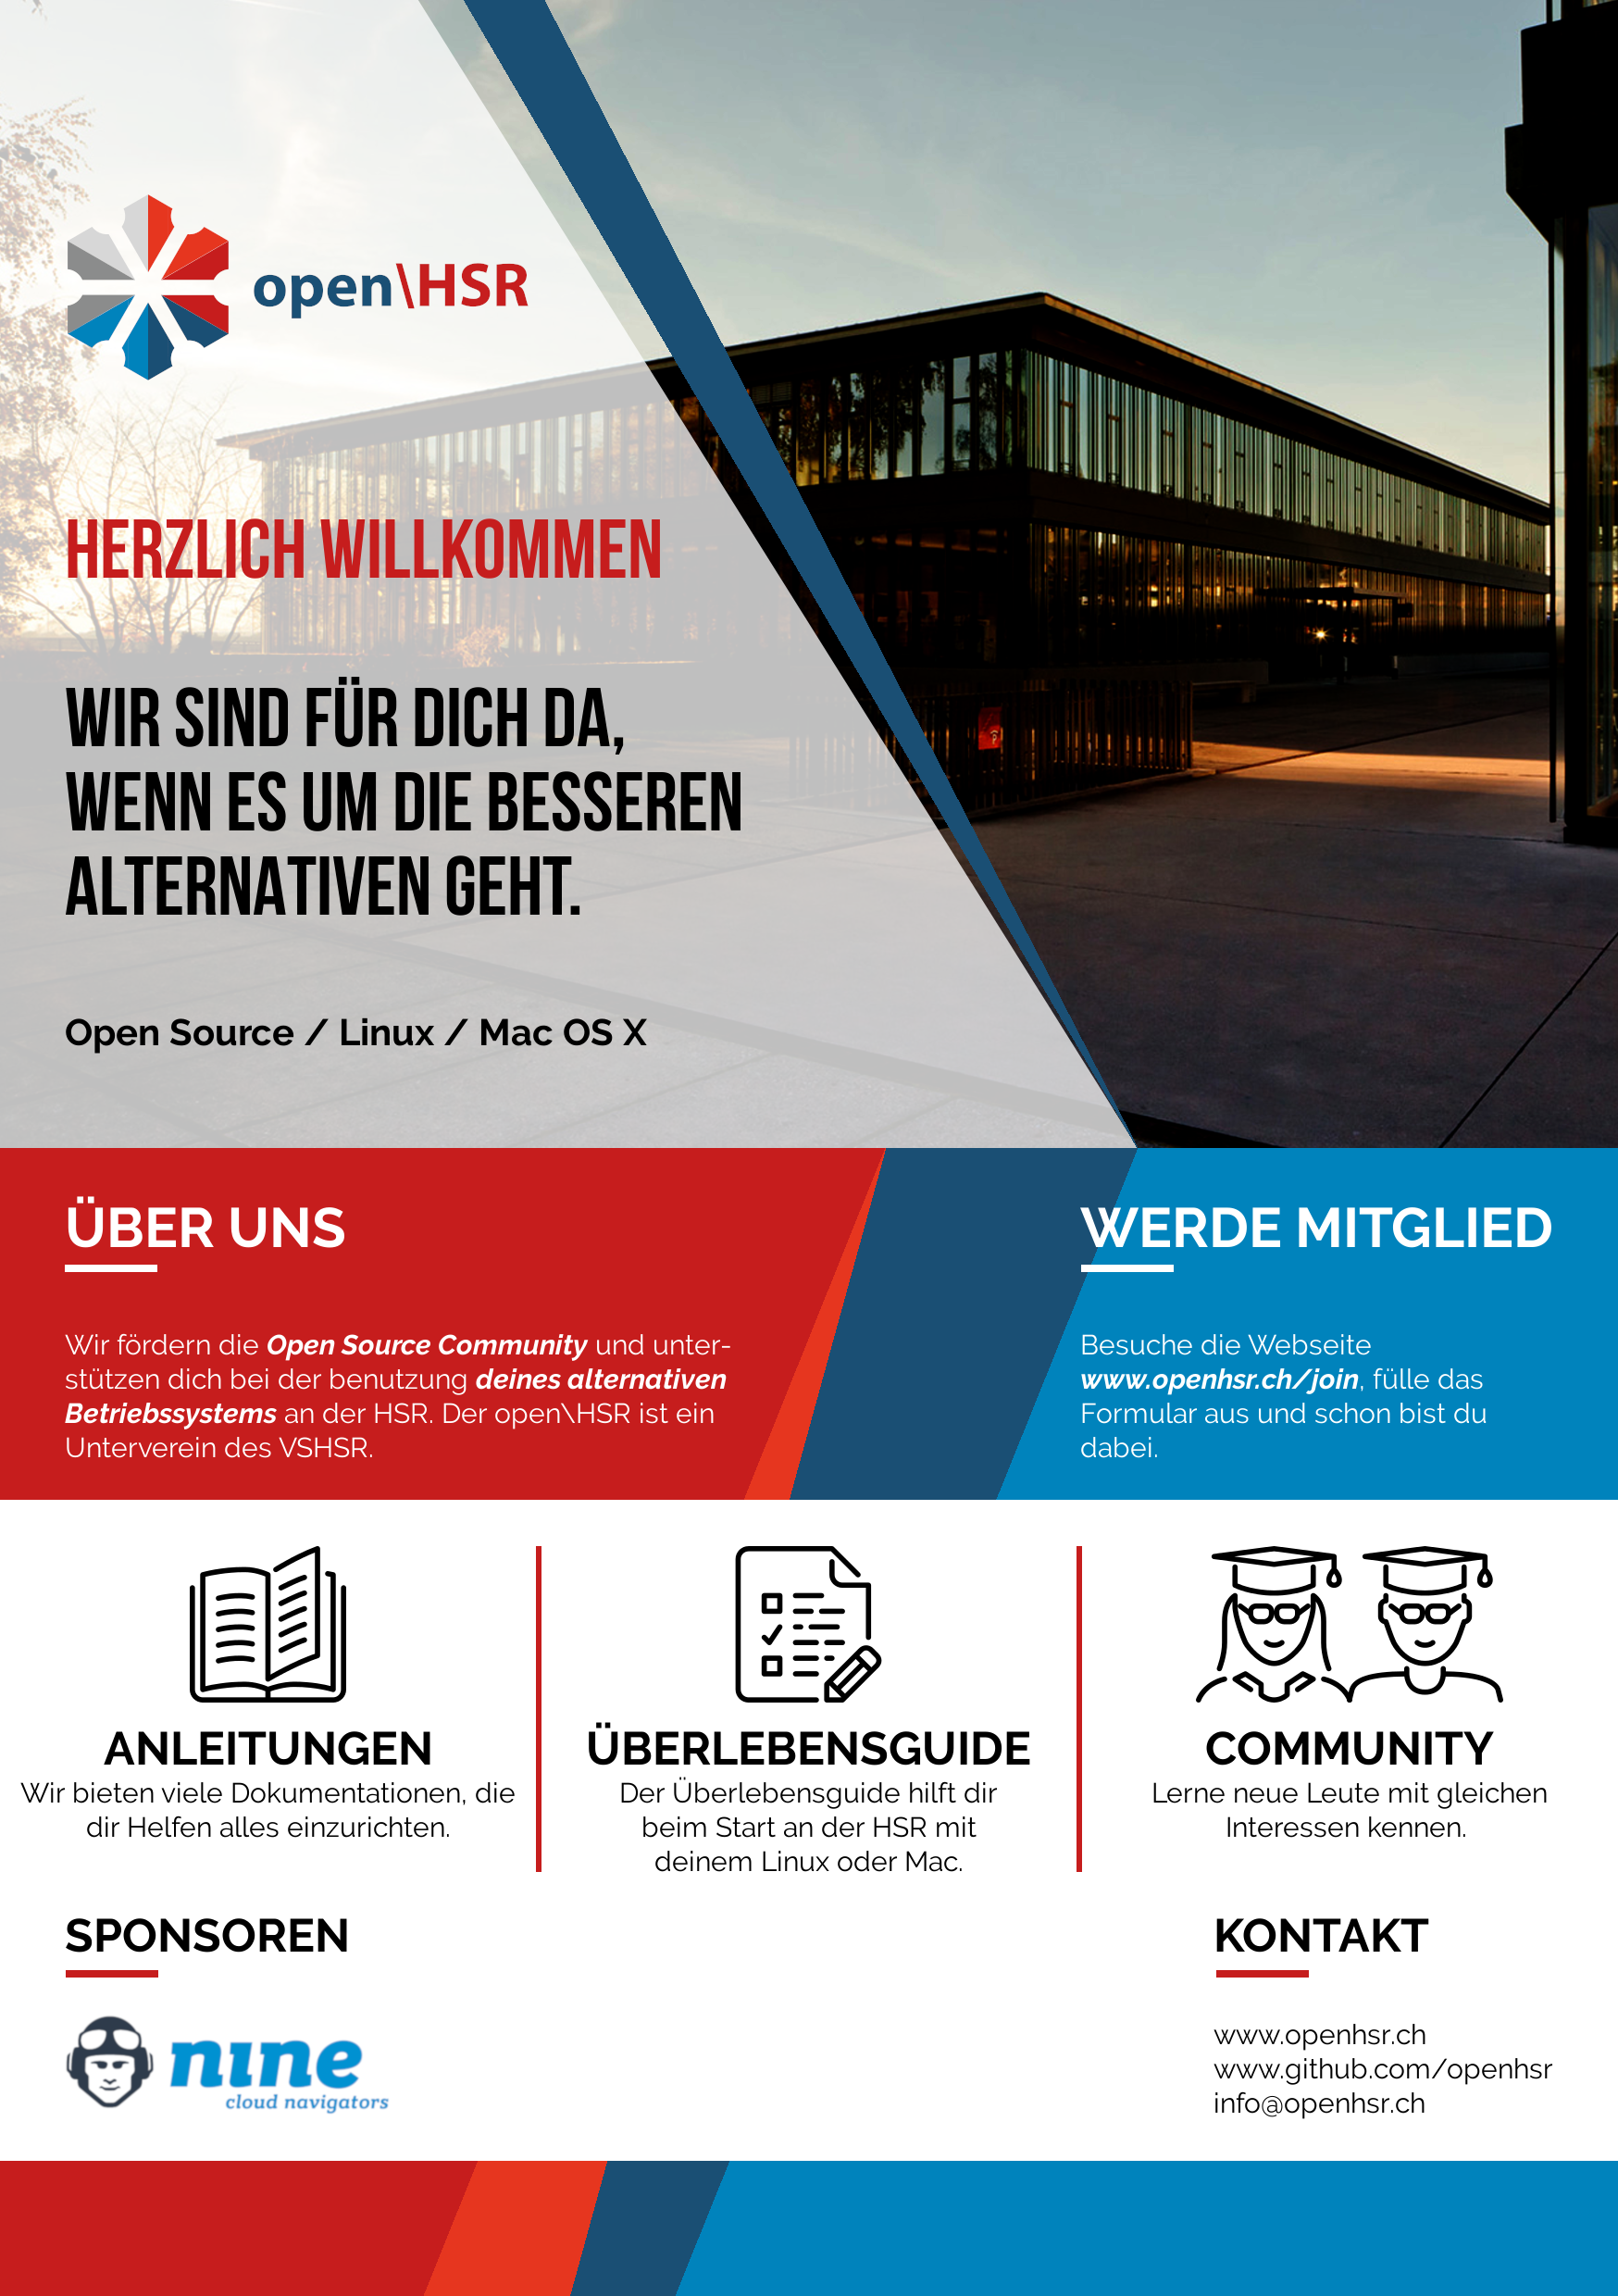 open\HSR
HERZLICH WILLKOMMEN
WIR SIND FÜR DICH DA,
WENN ES UM DIE BESSEREN
ALTERNATIVEN GEHT.
Open Source / Linux / Mac OS X
ÜBER UNS
Wir fördern die Open Source Community und unter-
stützen dich bei der benutzung deines alternativen
Betriebssystems an der HSR. Der open\HSR ist ein
Unterverein des VSHSR.
WERDE MITGLIED
Besuche die Webseite
www.openhsr.ch/join, fülle das
Formular aus und schon bist du
dabei.
ANLEITUNGEN
Wir bieten viele Dokumentationen, die
dir Helfen alles einzurichten.
ÜBERLEBENSGUIDE
Der Überlebensguide hilft dir
beim Start an der HSR mit
deinem Linux oder Mac.
COMMUNITY
Lerne neue Leute mit gleichen
Interessen kennen.
SPONSOREN
nine
cloud navigators
KONTAKT
www.openhsr.ch
www.github.com/openhsr
info@openhsr.ch